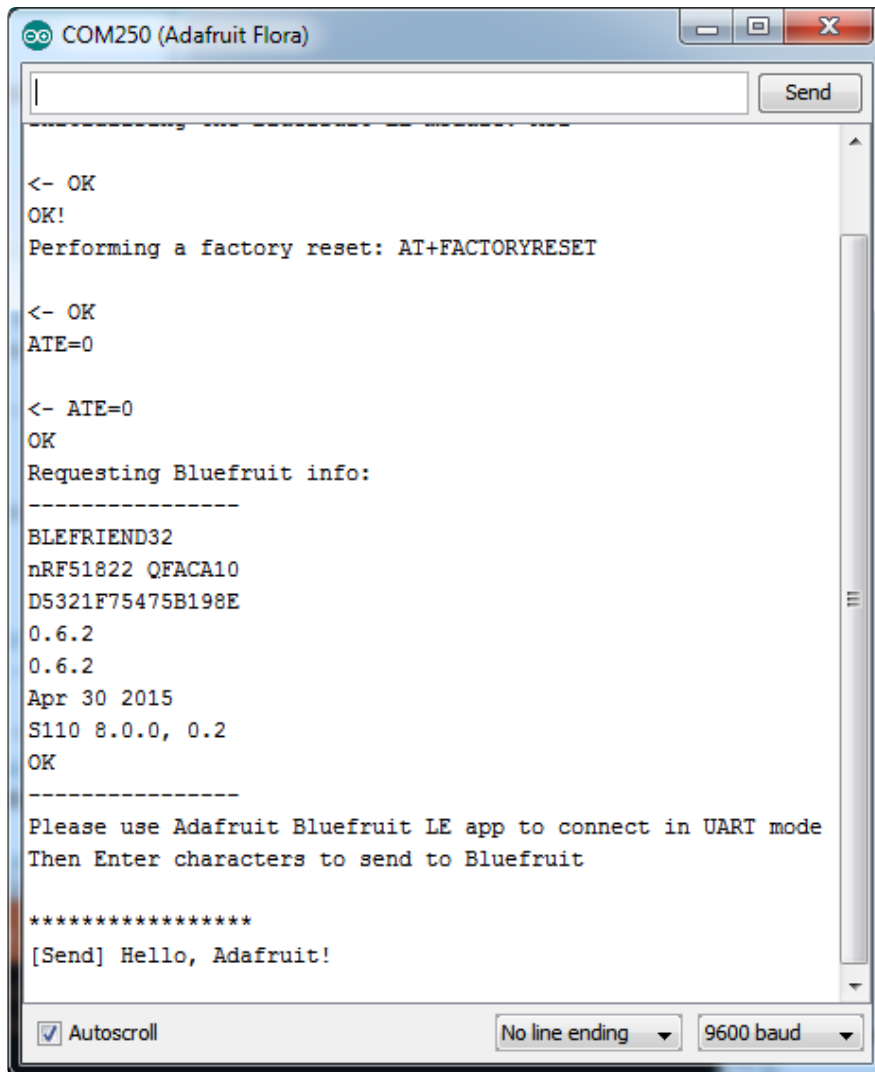 COM250 (Adafruit Flora)
Send
<- OK
OK!
Performing a factory reset: AT+FACTORYRESET
<- OK
ATE=0
<- ATE=0
OK
Requesting Bluefruit info:
----------------
BLEFRIEND32
nRF51822 QFACA10
D5321F75475B198E
0.6.2
0.6.2
Apr 30 2015
S110 8.0.0, 0.2
OK
----------------
Please use Adafruit Bluefruit LE app to connect in UART mode
Then Enter characters to send to Bluefruit
*****************
[Send] Hello, Adafruit!
Autoscroll No line ending 9600 baud